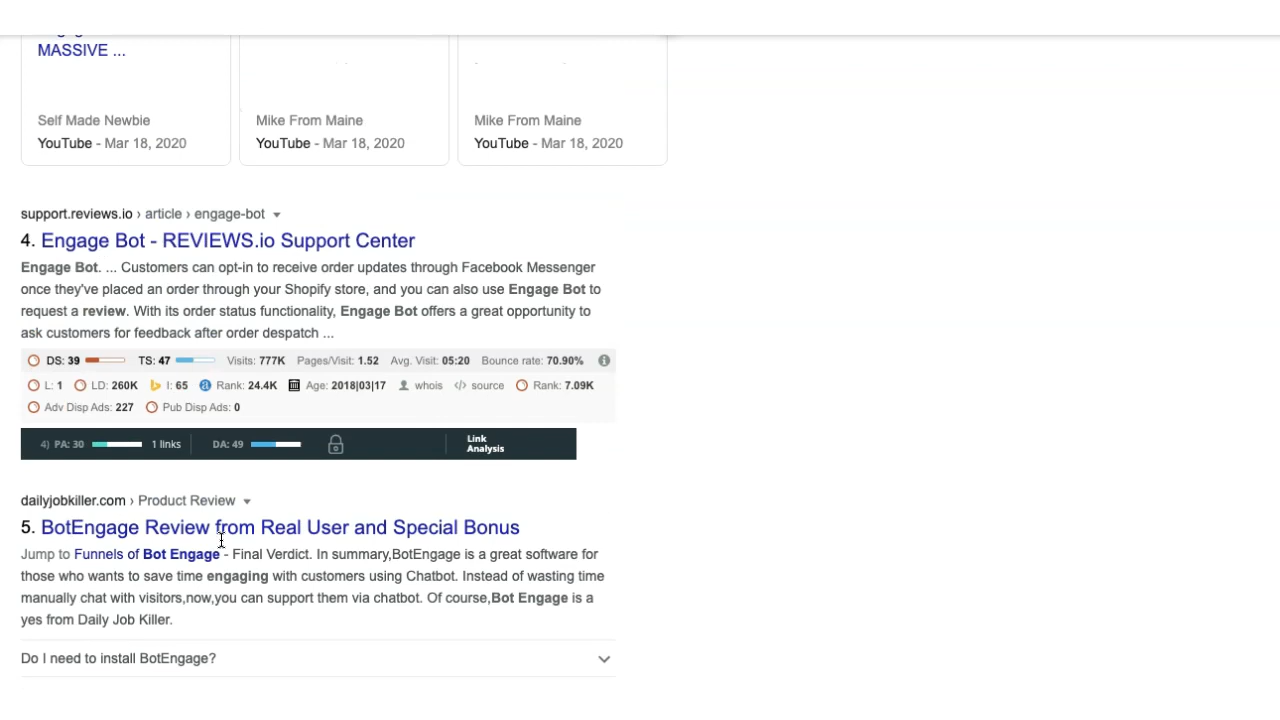 MASSIVE ...
Self Made Newbie
YouTube - Mar 18, 2020
Mike From Maine
YouTube - Mar 18, 2020
Mike From Maine
YouTube - Mar 18, 2020
support.reviews.io › article › engage-bot
4. Engage Bot - REVIEWS.io Support Center
Engage Bot. ... Customers can opt-in to receive order updates through Facebook Messenger
once they've placed an order through your Shopify store, and you can also use Engage Bot to
request a review. With its order status functionality, Engage Bot offers a great opportunity to
ask customers for feedback after order despatch ...
DS: 39 TS: 47 Visits: 777K Pages/Visit: 1.52 Avg. Visit: 05:20 Bounce rate: 70.90%
L: 1 LD: 260K I: 65 Rank: 24.4K Age: 2018|03|17 whois </> source Rank: 7.09K
Adv Disp Ads: 227 Pub Disp Ads: 0
4) PA: 30 1 links DA: 49 Link
Analysis
dailyjobkiller.com › Product Review
5. BotEngage Review from Real User and Special Bonus
Jump to Funnels of Bot Engage - Final Verdict. In summary,BotEngage is a great software for
those who wants to save time engaging with customers using Chatbot. Instead of wasting time
manually chat with visitors,now,you can support them via chatbot. Of course,Bot Engage is a
yes from Daily Job Killer.
Do I need to install BotEngage?